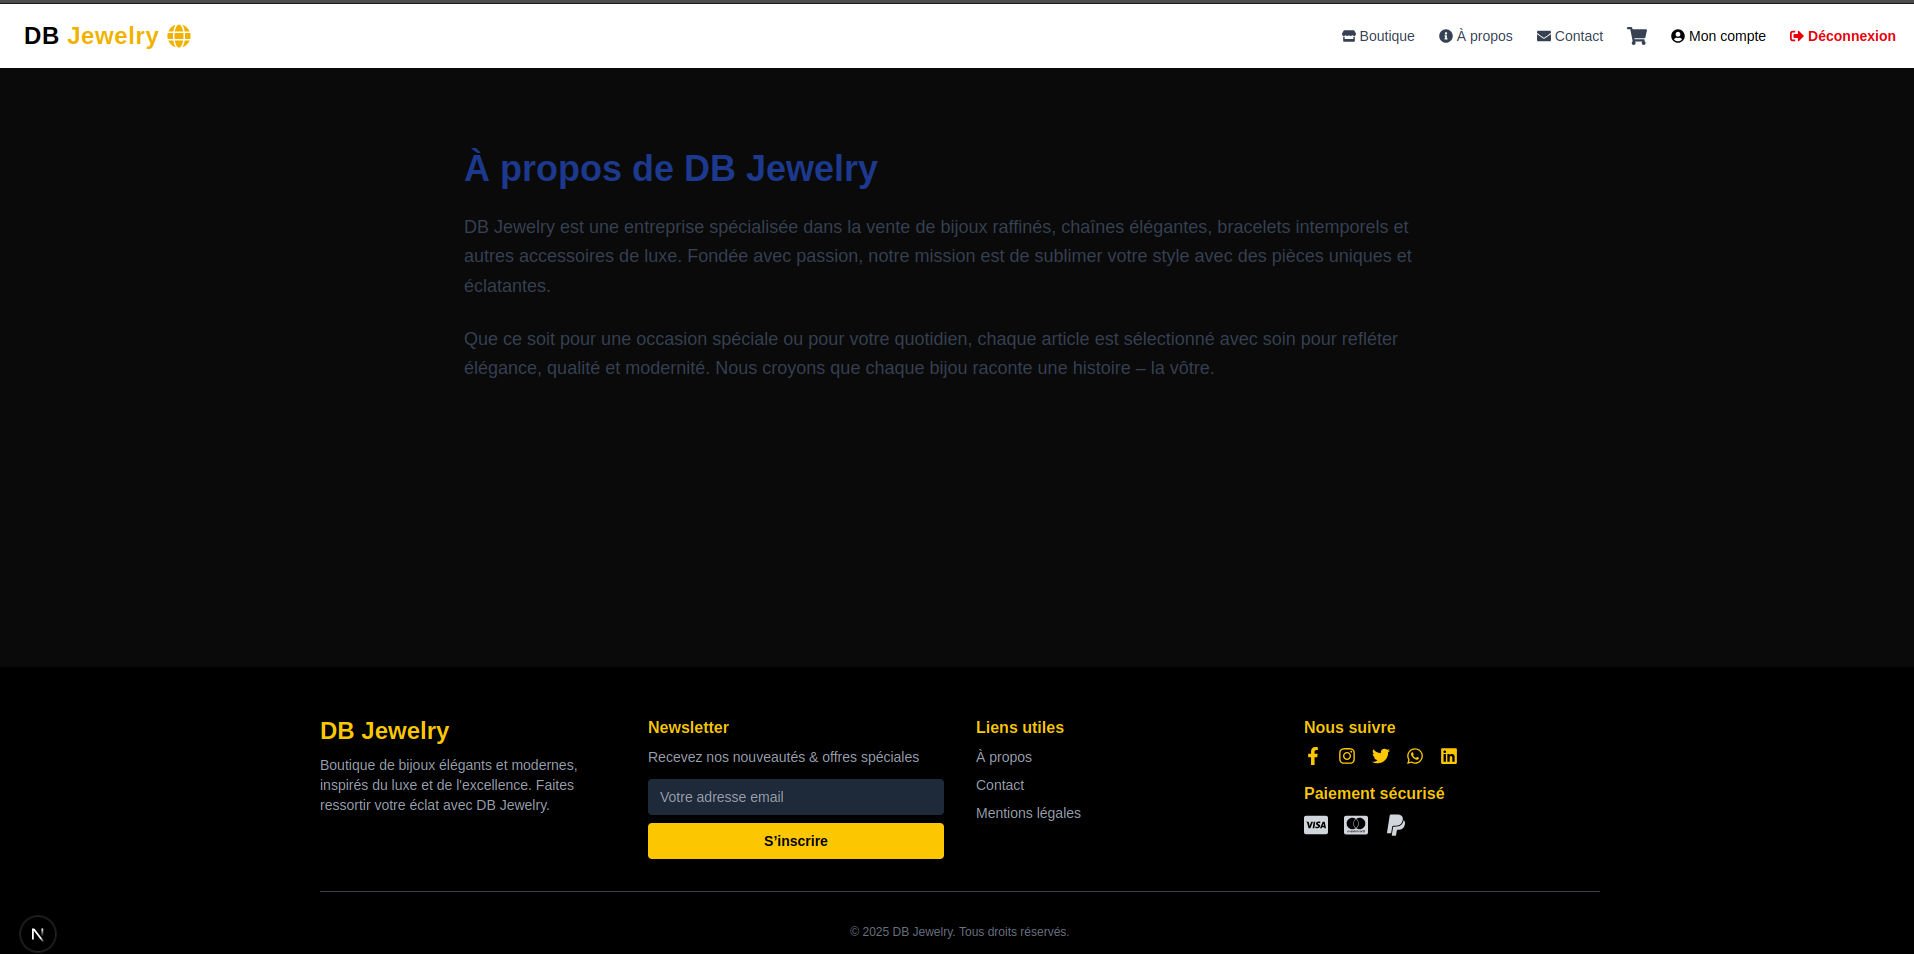 DB Jewelry
Boutique
À propos
Contact
Mon compte
Déconnexion
À propos de DB Jewelry
DB Jewelry est une entreprise spécialisée dans la vente de bijoux raffinés, chaînes élégantes, bracelets intemporels et
autres accessoires de luxe. Fondée avec passion, notre mission est de sublimer votre style avec des pièces uniques et
éclatantes.
Que ce soit pour une occasion spéciale ou pour votre quotidien, chaque article est sélectionné avec soin pour refléter
élégance, qualité et modernité. Nous croyons que chaque bijou raconte une histoire – la vôtre.
DB Jewelry
Boutique de bijoux élégants et modernes,
inspirés du luxe et de l'excellence. Faites
ressortir votre éclat avec DB Jewelry.
Newsletter
Recevez nos nouveautés & offres spéciales
Votre adresse email
S’inscrire
Liens utiles
À propos
Contact
Mentions légales
Nous suivre
Paiement sécurisé
VISA
© 2025 DB Jewelry. Tous droits réservés.